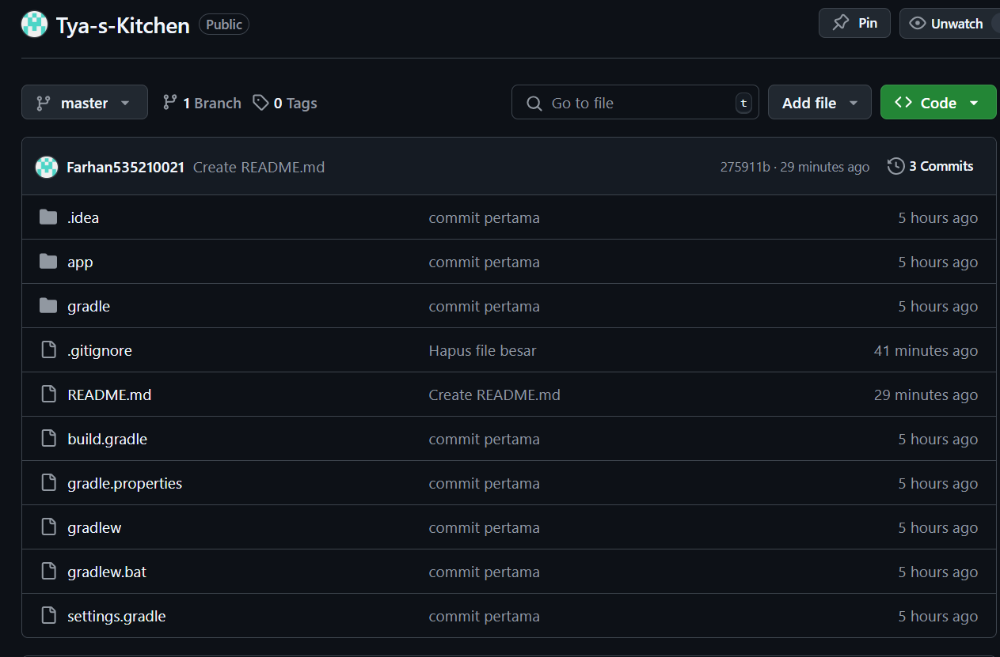 Tya-s-Kitchen Public Pin Unwatch
master 1 Branch 0 Tags Go to file t Add file Code
Farhan535210021 Create README.md 275911b · 29 minutes ago 3 Commits
.idea commit pertama 5 hours ago
app commit pertama 5 hours ago
gradle commit pertama 5 hours ago
.gitignore Hapus file besar 41 minutes ago
README.md Create README.md 29 minutes ago
build.gradle commit pertama 5 hours ago
gradle.properties commit pertama 5 hours ago
gradlew commit pertama 5 hours ago
gradlew.bat commit pertama 5 hours ago
settings.gradle commit pertama 5 hours ago